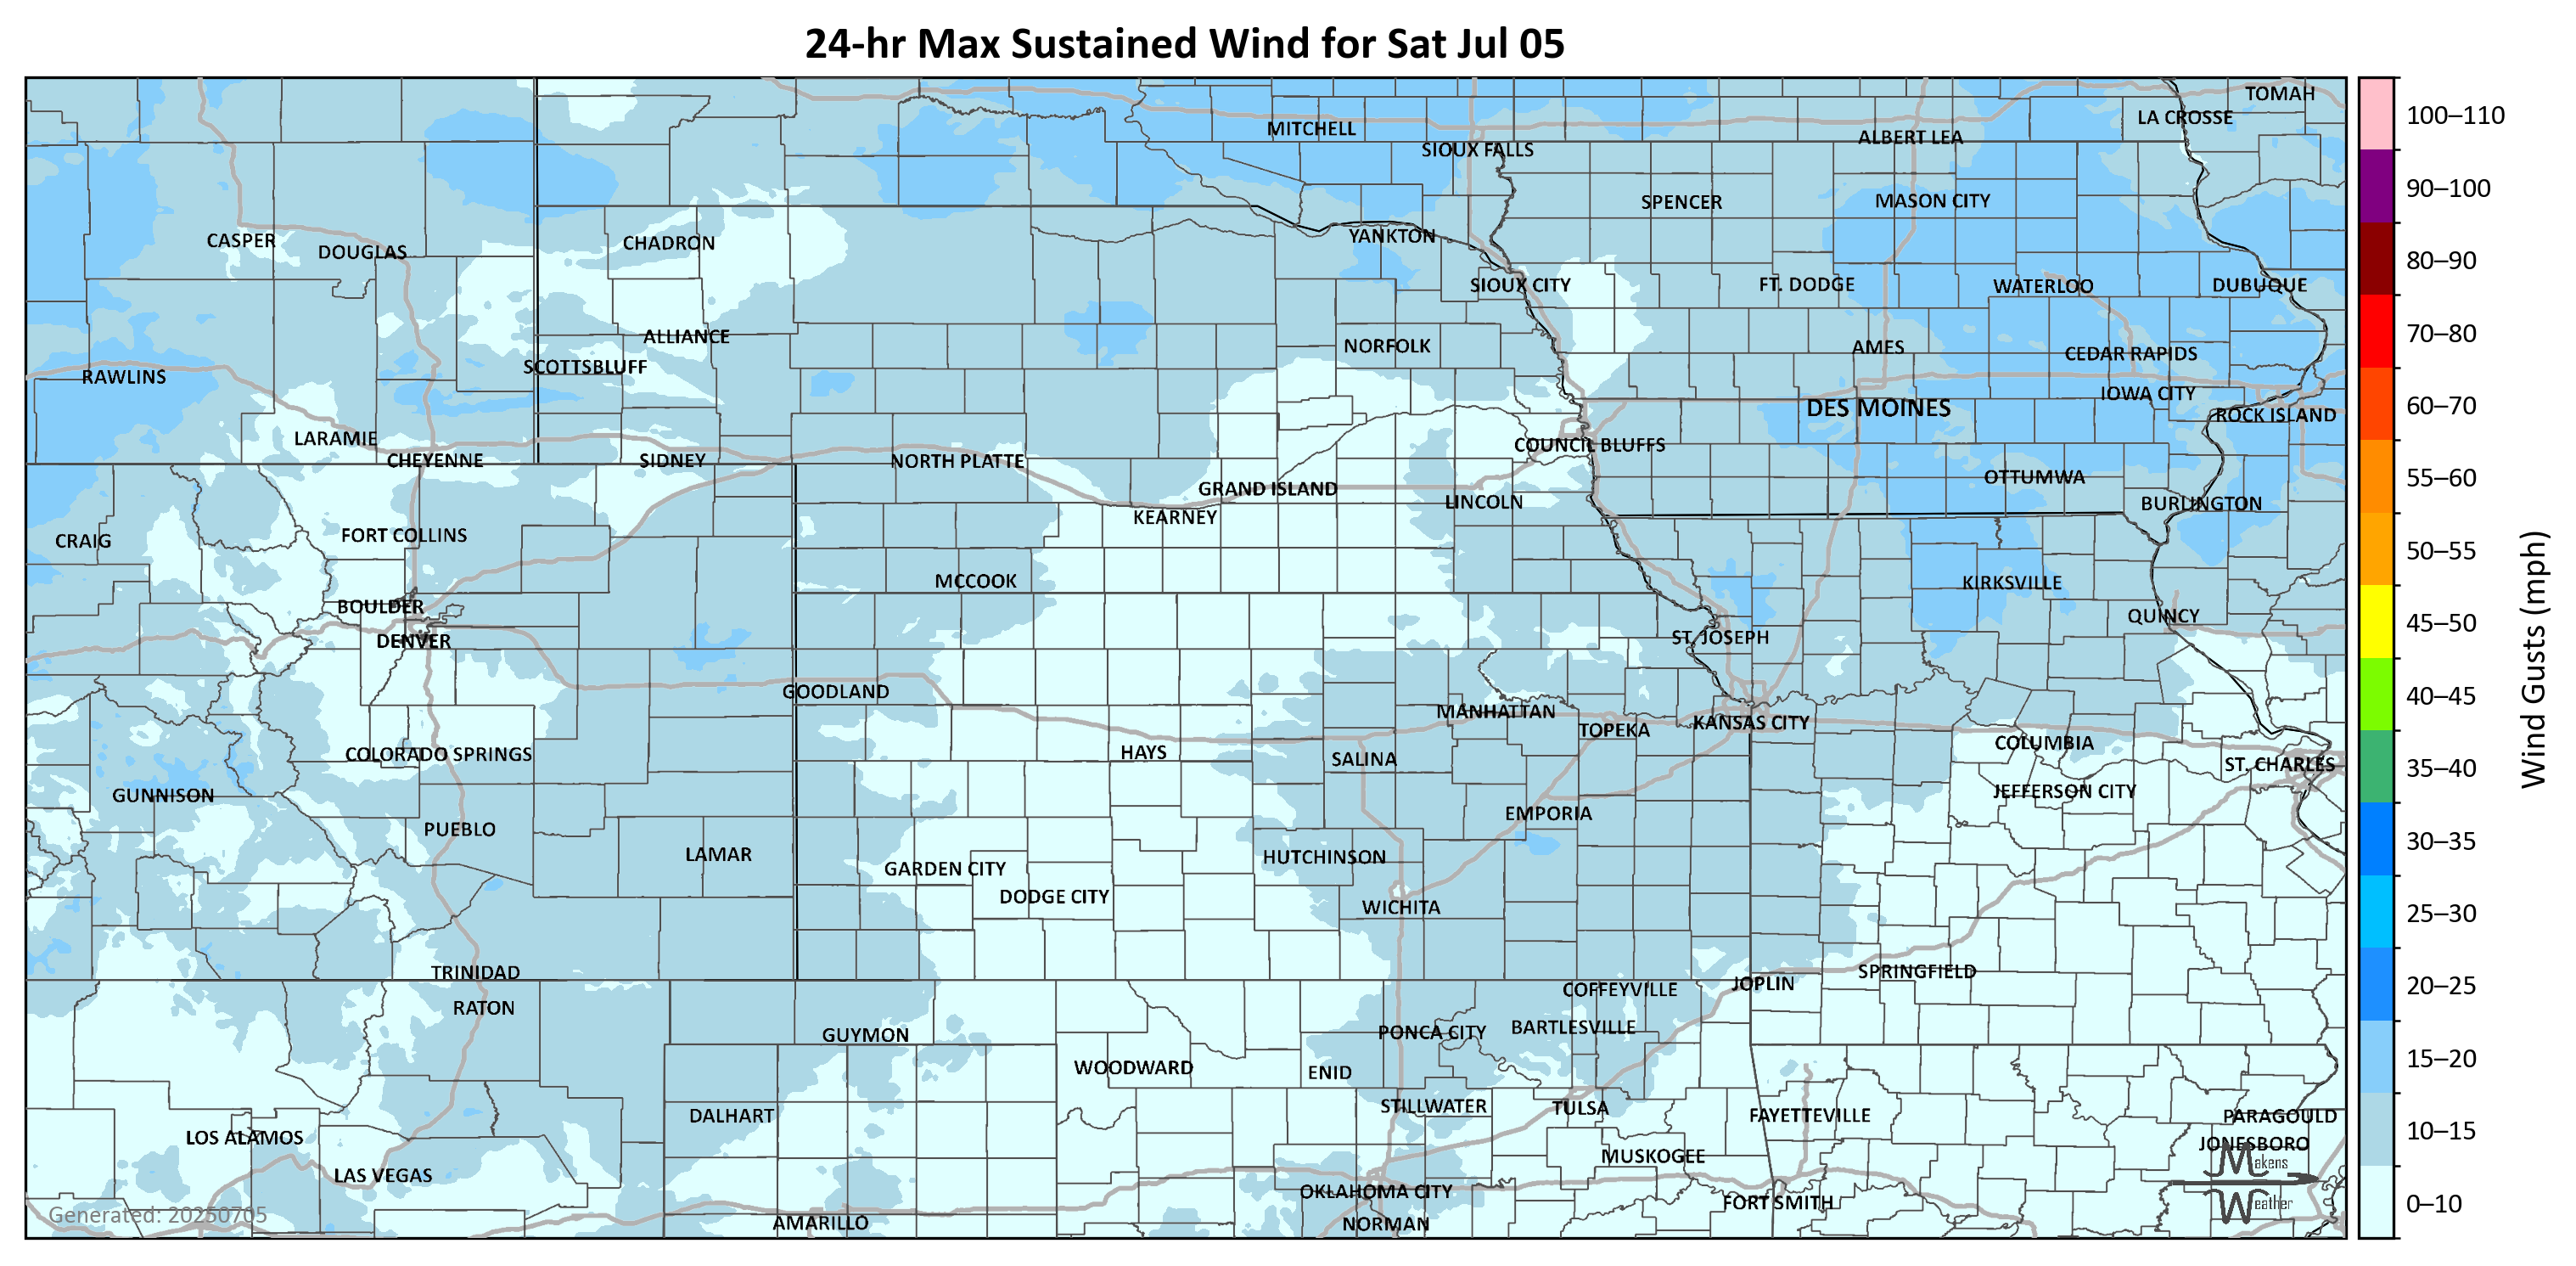 24-hr Max Sustained Wind for Sat Jul 05
TOMAH
LA CROSSE
MITCHELL
ALBERT LEA
SIOUX FALLS
SPENCER
MASON CITY
CASPER
DOUGLAS
CHADRON
YANKTON
SIOUX CITY
FT. DODGE
WATERLOO
DUBUQUE
ALLIANCE
NORFOLK
AMES
CEDAR RAPIDS
SCOTTSBLUFF
RAWLINS
IOWA CITY
DES MOINES
ROCK ISLAND
LARAMIE
COUNCIL BLUFFS
CHEYENNE
SIDNEY
NORTH PLATTE
OTTUMWA
GRAND ISLAND
LINCOLN
BURLINGTON
KEARNEY
FORT COLLINS
CRAIG
MCCOOK
KIRKSVILLE
BOULDER
QUINCY
DENVER
ST. JOSEPH
GOODLAND
MANHATTAN
TOPEKA
KANSAS CITY
COLUMBIA
COLORADO SPRINGS
HAYS
SALINA
ST. CHARLES
GUNNISON
JEFFERSON CITY
EMPORIA
PUEBLO
LAMAR
HUTCHINSON
GARDEN CITY
DODGE CITY
WICHITA
TRINIDAD
SPRINGFIELD
JOPLIN
COFFEYVILLE
RATON
GUYMON
PONCA CITY
BARTLESVILLE
WOODWARD
ENID
STILLWATER
TULSA
DALHART
FAYETTEVILLE
PARAGOULD
LOS ALAMOS
JONESBORO
MUSKOGEE
LAS VEGAS
OKLAHOMA CITY
FORT SMITH
AMARILLO
NORMAN
Makens
Weather
Generated: 20250705
100–110
90–100
80–90
70–80
60–70
55–60
50–55
45–50
40–45
35–40
30–35
25–30
20–25
15–20
10–15
0–10
Wind Gusts (mph)